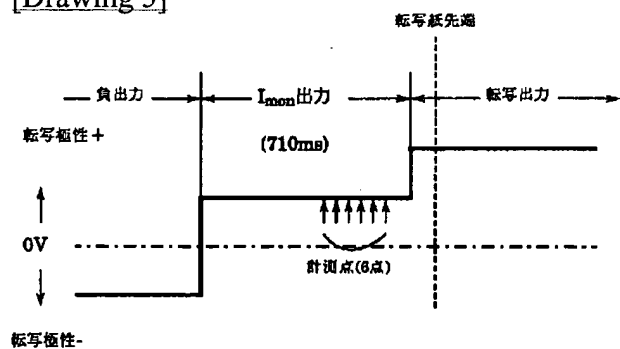 [Drawing 5]
転写紙先端
負出力
Imon出力
転写出力
転写極性+
(710ms)
0V
計測点(6点)
転写極性-